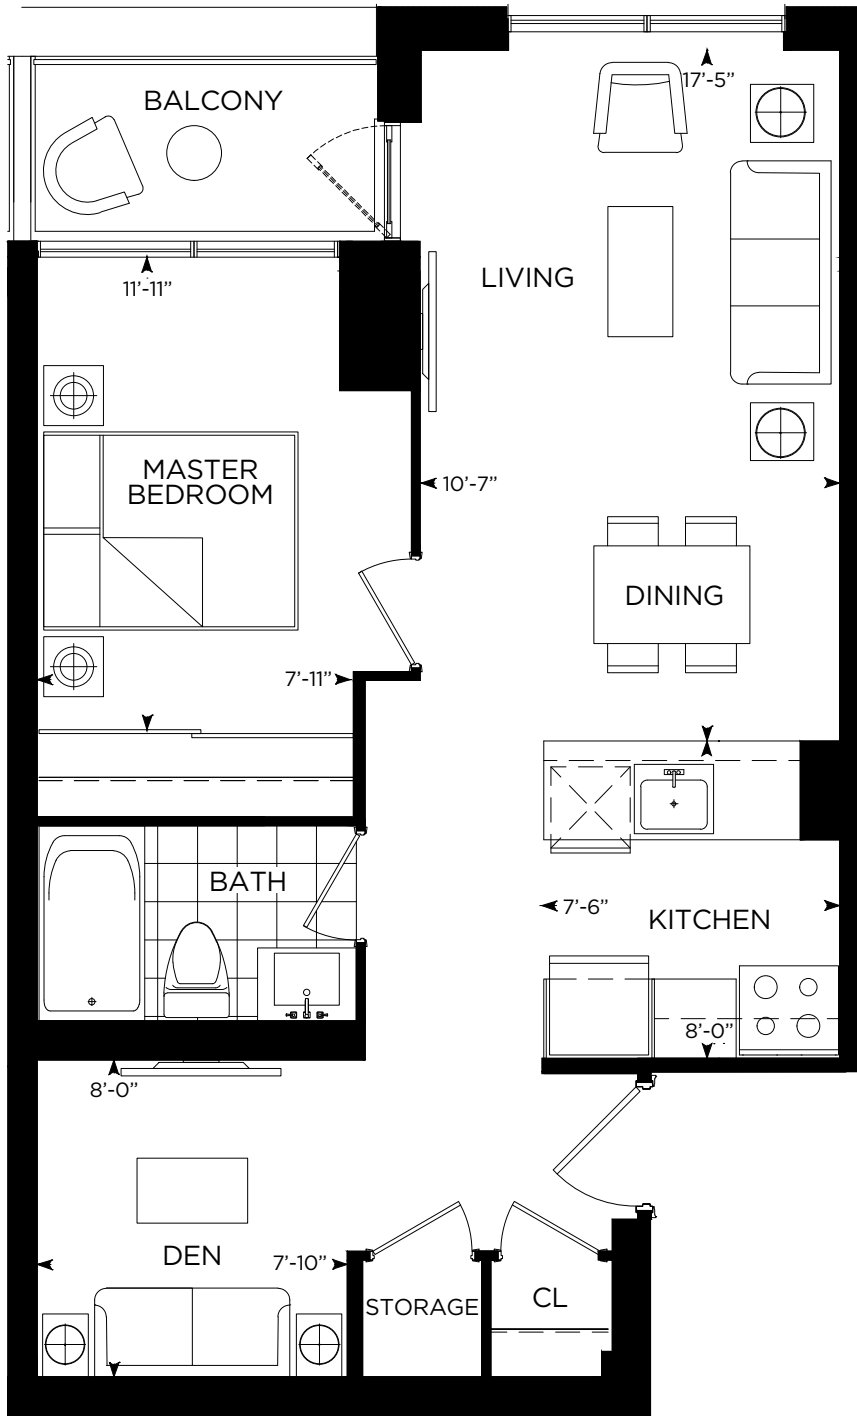 BALCONY
17’-5”
11’-11”
LIVING
MASTER
BEDROOM
10’-7”
DINING
7’-11”
BATH
7’-6”
KITCHEN
8’-0”
8’-0”
DEN
7’-10”
STORAGE
CL